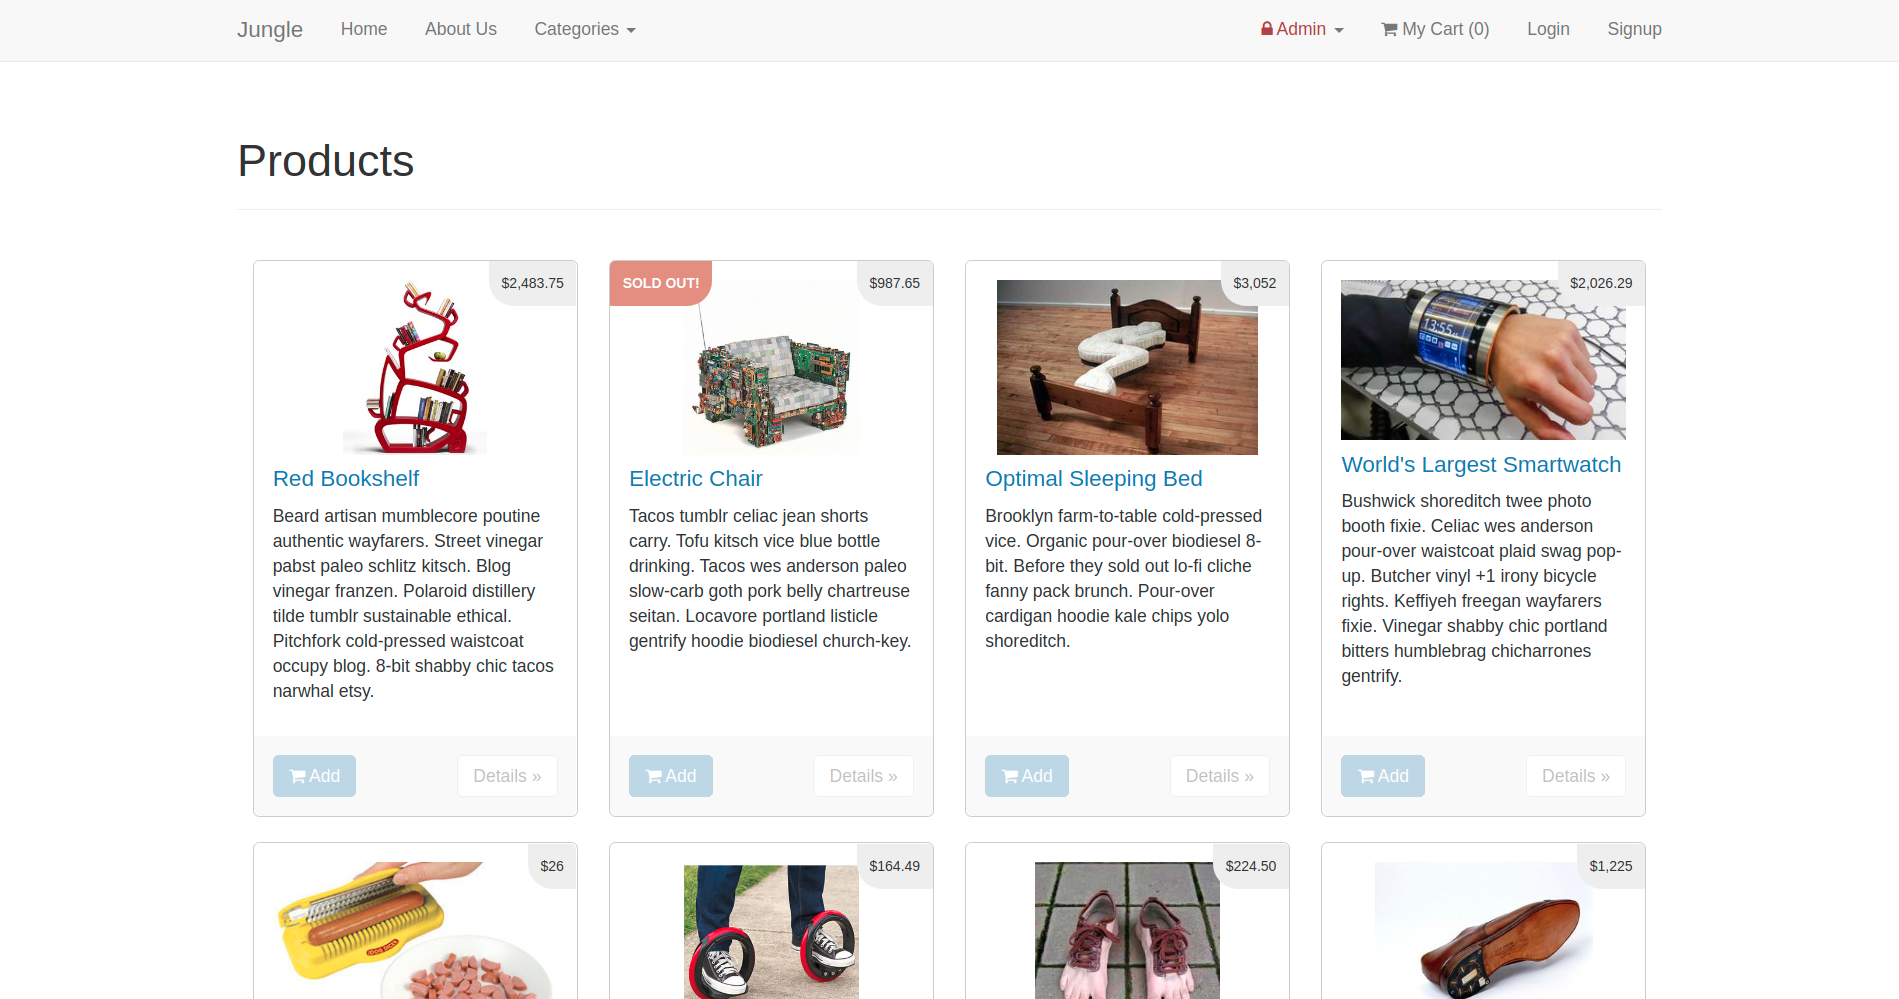 Jungle Home About Us Categories Admin My Cart (0) Login Signup
Products
$2,483.75
Red Bookshelf
Beard artisan mumblecore poutine
authentic wayfarers. Street vinegar
pabst paleo schlitz kitsch. Blog
vinegar franzen. Polaroid distillery
tilde tumblr sustainable ethical.
Pitchfork cold-pressed waistcoat
occupy blog. 8-bit shabby chic tacos
narwhal etsy.
Add Details »
SOLD OUT! $987.65
Electric Chair
Tacos tumblr celiac jean shorts
carry. Tofu kitsch vice blue bottle
drinking. Tacos wes anderson paleo
slow-carb goth pork belly chartreuse
seitan. Locavore portland listicle
gentrify hoodie biodiesel church-key.
Add Details »
$3,052
Optimal Sleeping Bed
Brooklyn farm-to-table cold-pressed
vice. Organic pour-over biodiesel 8-
bit. Before they sold out lo-fi cliche
fanny pack brunch. Pour-over
cardigan hoodie kale chips yolo
shoreditch.
Add Details »
$2,026.29
13:55
World's Largest Smartwatch
Bushwick shoreditch twee photo
booth fixie. Celiac wes anderson
pour-over waistcoat plaid swag pop-
up. Butcher vinyl +1 irony bicycle
rights. Keffiyeh freegan wayfarers
fixie. Vinegar shabby chic portland
bitters humblebrag chicharrones
gentrify.
Add Details »
$26
$164.49
$224.50
$1,225